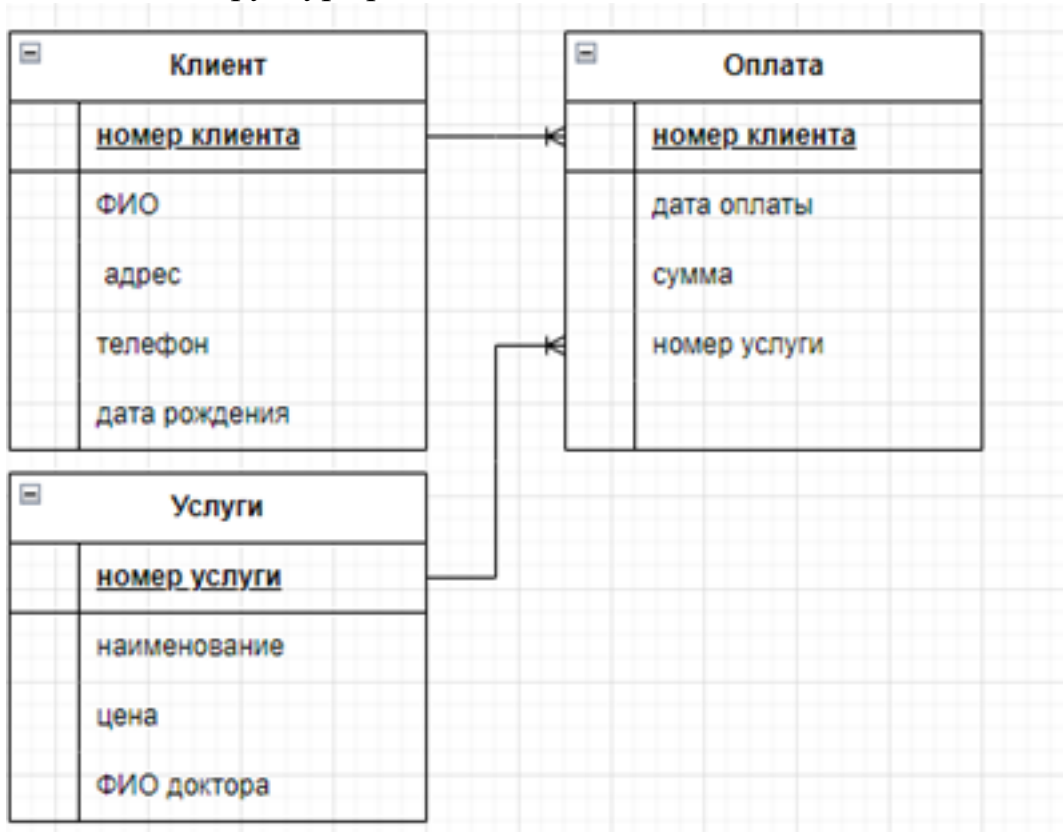 Клиент
номер клиента
ФИО
адрес
телефон
дата рождения
Оплата
номер клиента
дата оплаты
сумма
номер услуги
Услуги
номер услуги
наименование
цена
ФИО доктора